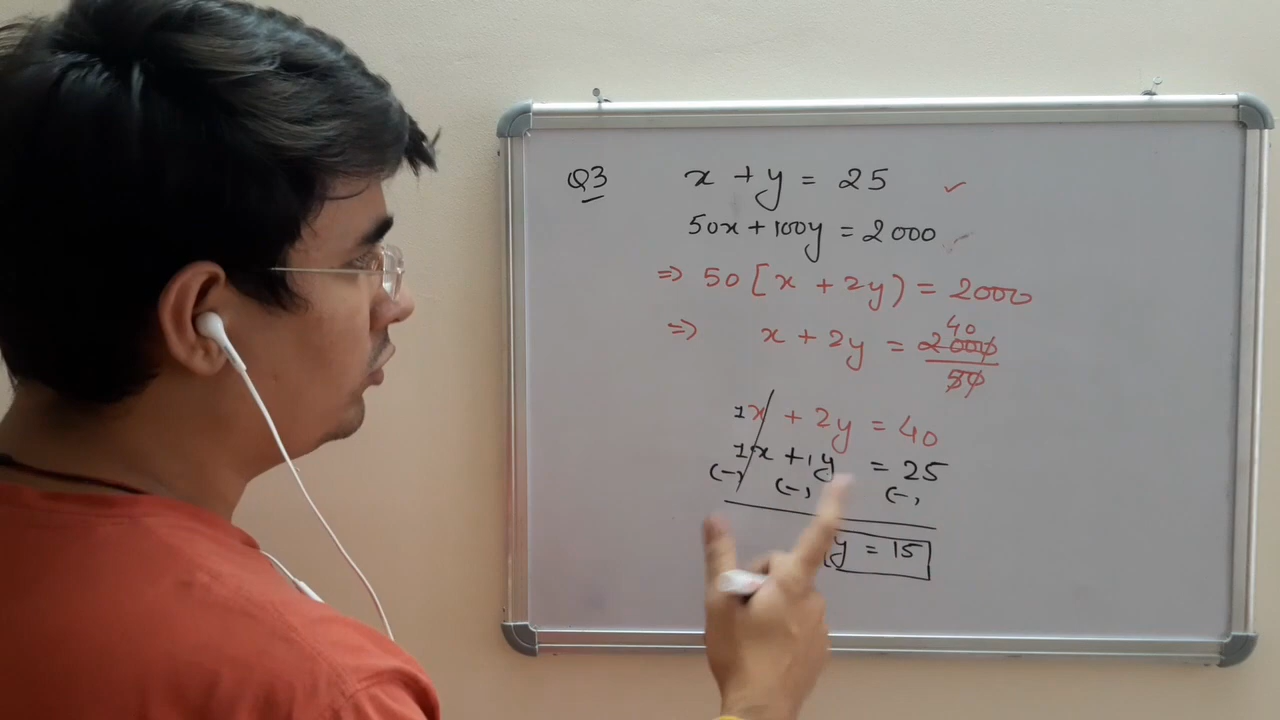 Q3 x + y = 25 ✓
50x + 100y = 2000 ✓
⇒ 50 [ x + 2y ) = 2000
40
⇒ x + 2y = 2000
50
1x + 2y = 40
1x + 1y = 25
(-) (-) (-)
y = 15